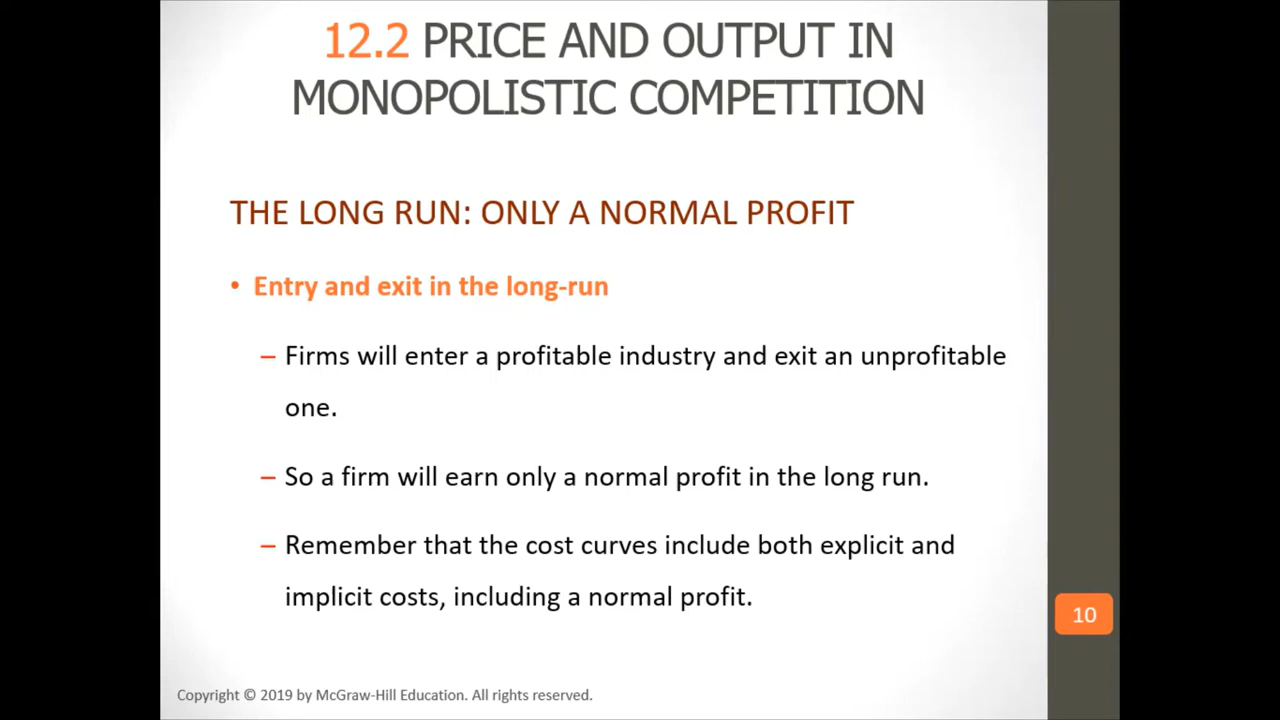 12.2 PRICE AND OUTPUT IN
MONOPOLISTIC COMPETITION
THE LONG RUN: ONLY A NORMAL PROFIT
• Entry and exit in the long-run
– Firms will enter a profitable industry and exit an unprofitable
one.
– So a firm will earn only a normal profit in the long run.
– Remember that the cost curves include both explicit and
implicit costs, including a normal profit.
10
Copyright © 2019 by McGraw-Hill Education. All rights reserved.